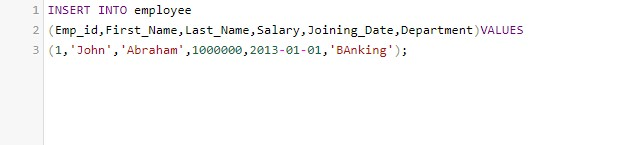 1 INSERT INTO employee
2 (Emp_id,First_Name,Last_Name,Salary,Joining_Date,Department)VALUES
3 (1,'John','Abraham',1000000,2013-01-01,'BAnking');